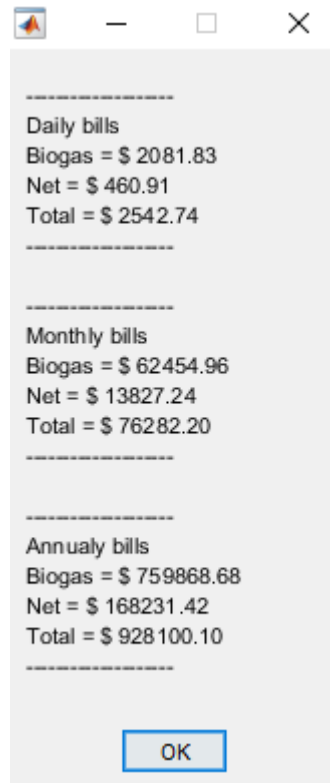 --------------------
Daily bills
Biogas = $ 2081.83
Net = $ 460.91
Total = $ 2542.74
--------------------
--------------------
Monthly bills
Biogas = $ 62454.96
Net = $ 13827.24
Total = $ 76282.20
--------------------
--------------------
Annualy bills
Biogas = $ 759868.68
Net = $ 168231.42
Total = $ 928100.10
--------------------
OK